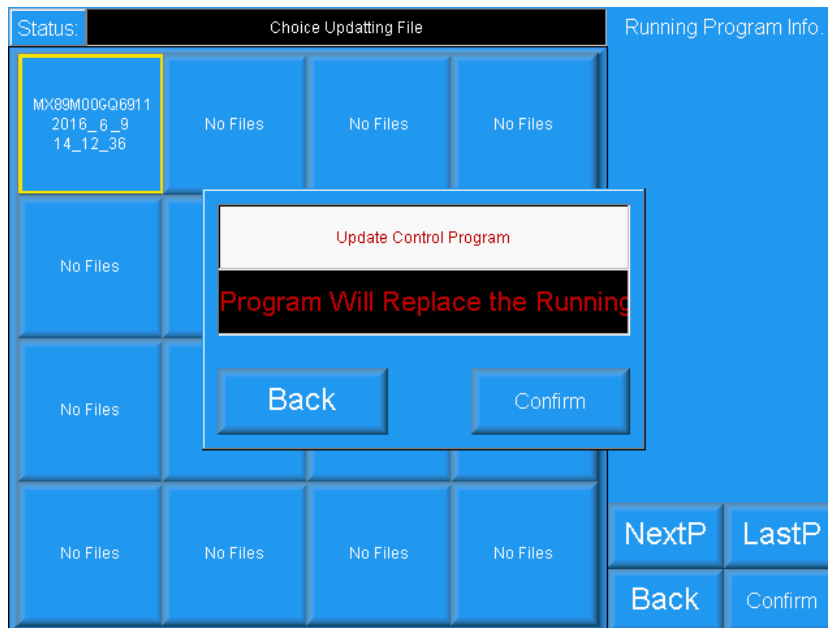 Status:
Choice Updatting File
Running Program Info.
MX89M00GQ6911
2016_6_9
14_12_36
No Files
No Files
No Files
No Files
Update Control Program
Program Will Replace the Running
Back
Confirm
No Files
No Files
No Files
No Files
No Files
NextP
LastP
Back
Confirm